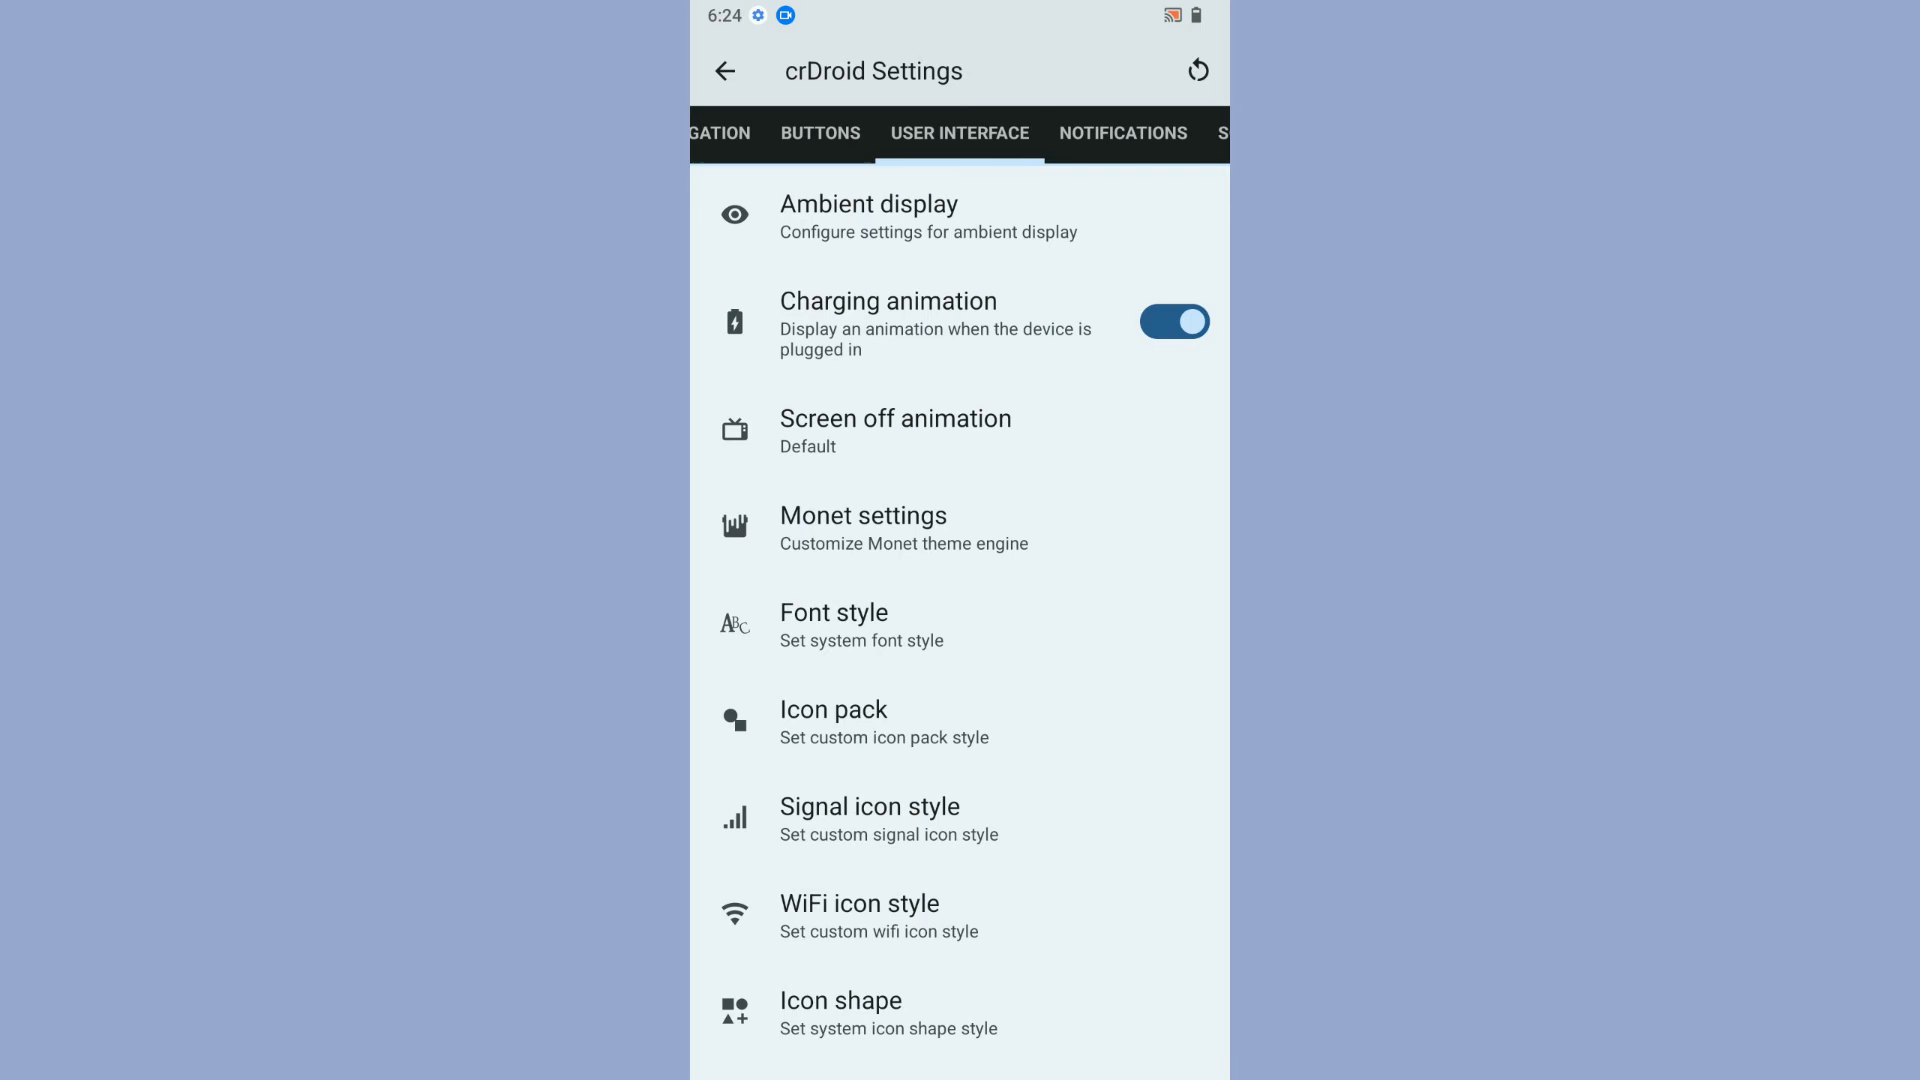 6:24
crDroid Settings
GATION BUTTONS USER INTERFACE NOTIFICATIONS S
Ambient display
Configure settings for ambient display
Charging animation
Display an animation when the device is
plugged in
Screen off animation
Default
Monet settings
Customize Monet theme engine
ABC
Font style
Set system font style
Icon pack
Set custom icon pack style
Signal icon style
Set custom signal icon style
WiFi icon style
Set custom wifi icon style
Icon shape
Set system icon shape style